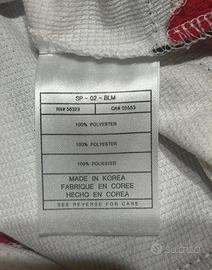 SP - 02 - BLM
RN# 56323 CA# 05553
100% POLYESTER
100% POLYESTER
100% POLYESTER
MADE IN KOREA
FABRIQUE EN COREE
HECHO EN COREA
SEE REVERSE FOR CARE
subito